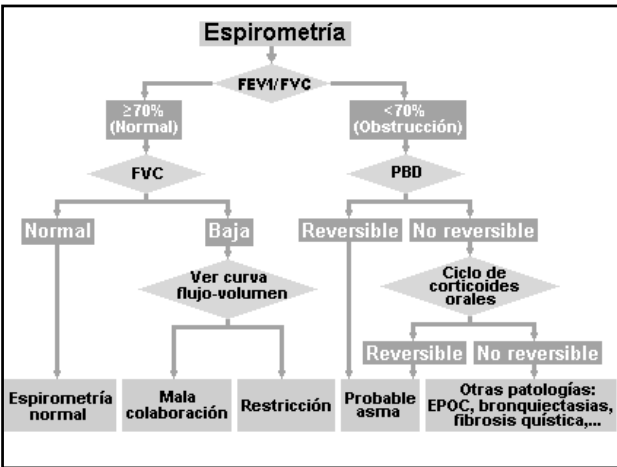 Espirometría
FEV1/FVC
≥70%
(Normal)
<70%
(Obstrucción)
FVC
PBD
Normal
Baja
Reversible
No reversible
Ver curva
flujo-volumen
Ciclo de
corticoides
orales
Reversible
No reversible
Espirometría
normal
Mala
colaboración
Restricción
Probable
asma
Otras patologías:
EPOC, bronquiectasias,
fibrosis quística,...